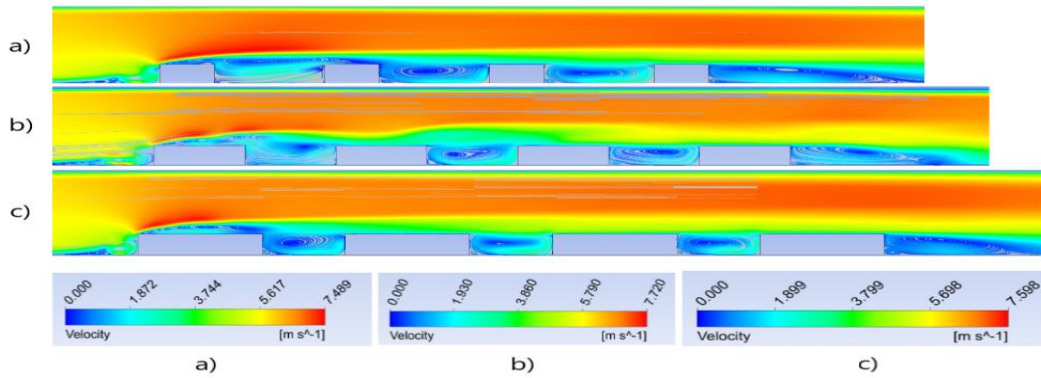 a)
b)
c)
0.000 1.872 3.744 5.617 7.489
Velocity [m s^-1]
0.000 1.930 3.860 5.790 7.720
Velocity [m s^-1]
0.000 1.899 3.799 5.698 7.598
Velocity [m s^-1]
a) b) c)